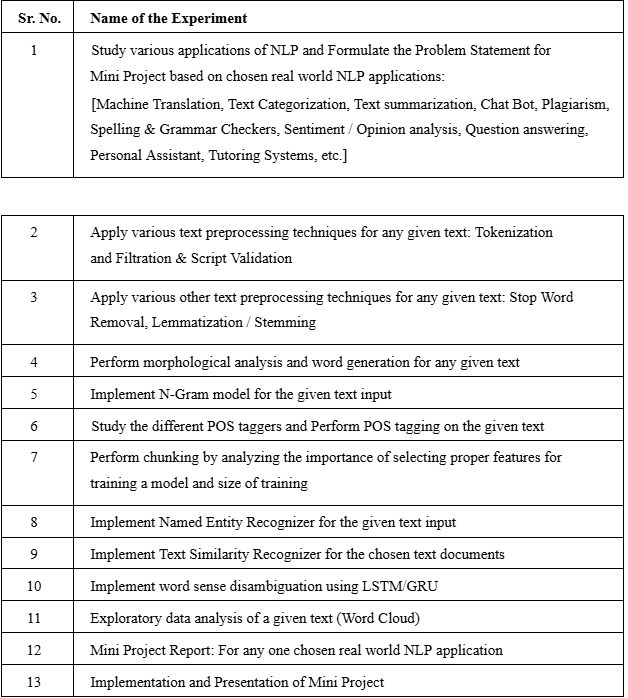 Sr. No. Name of the Experiment
1 Study various applications of NLP and Formulate the Problem Statement for
Mini Project based on chosen real world NLP applications:
[Machine Translation, Text Categorization, Text summarization, Chat Bot, Plagiarism,
Spelling & Grammar Checkers, Sentiment / Opinion analysis, Question answering,
Personal Assistant, Tutoring Systems, etc.]
2 Apply various text preprocessing techniques for any given text: Tokenization
and Filtration & Script Validation
3 Apply various other text preprocessing techniques for any given text: Stop Word
Removal, Lemmatization / Stemming
4 Perform morphological analysis and word generation for any given text
5 Implement N-Gram model for the given text input
6 Study the different POS taggers and Perform POS tagging on the given text
7 Perform chunking by analyzing the importance of selecting proper features for
training a model and size of training
8 Implement Named Entity Recognizer for the given text input
9 Implement Text Similarity Recognizer for the chosen text documents
10 Implement word sense disambiguation using LSTM/GRU
11 Exploratory data analysis of a given text (Word Cloud)
12 Mini Project Report: For any one chosen real world NLP application
13 Implementation and Presentation of Mini Project